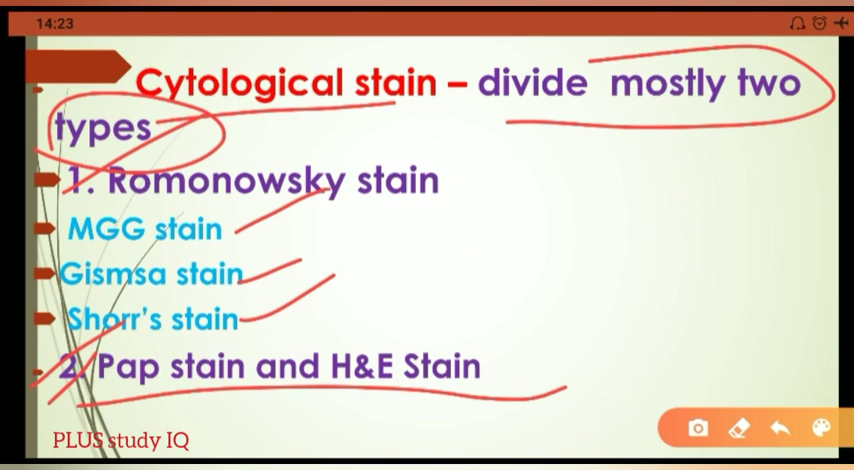 14:23
Cytological stain – divide mostly two
types
1. Romonowsky stain
MGG stain
Gismsa stain
Shorr's stain
2. Pap stain and H&E Stain
PLUS study IQ